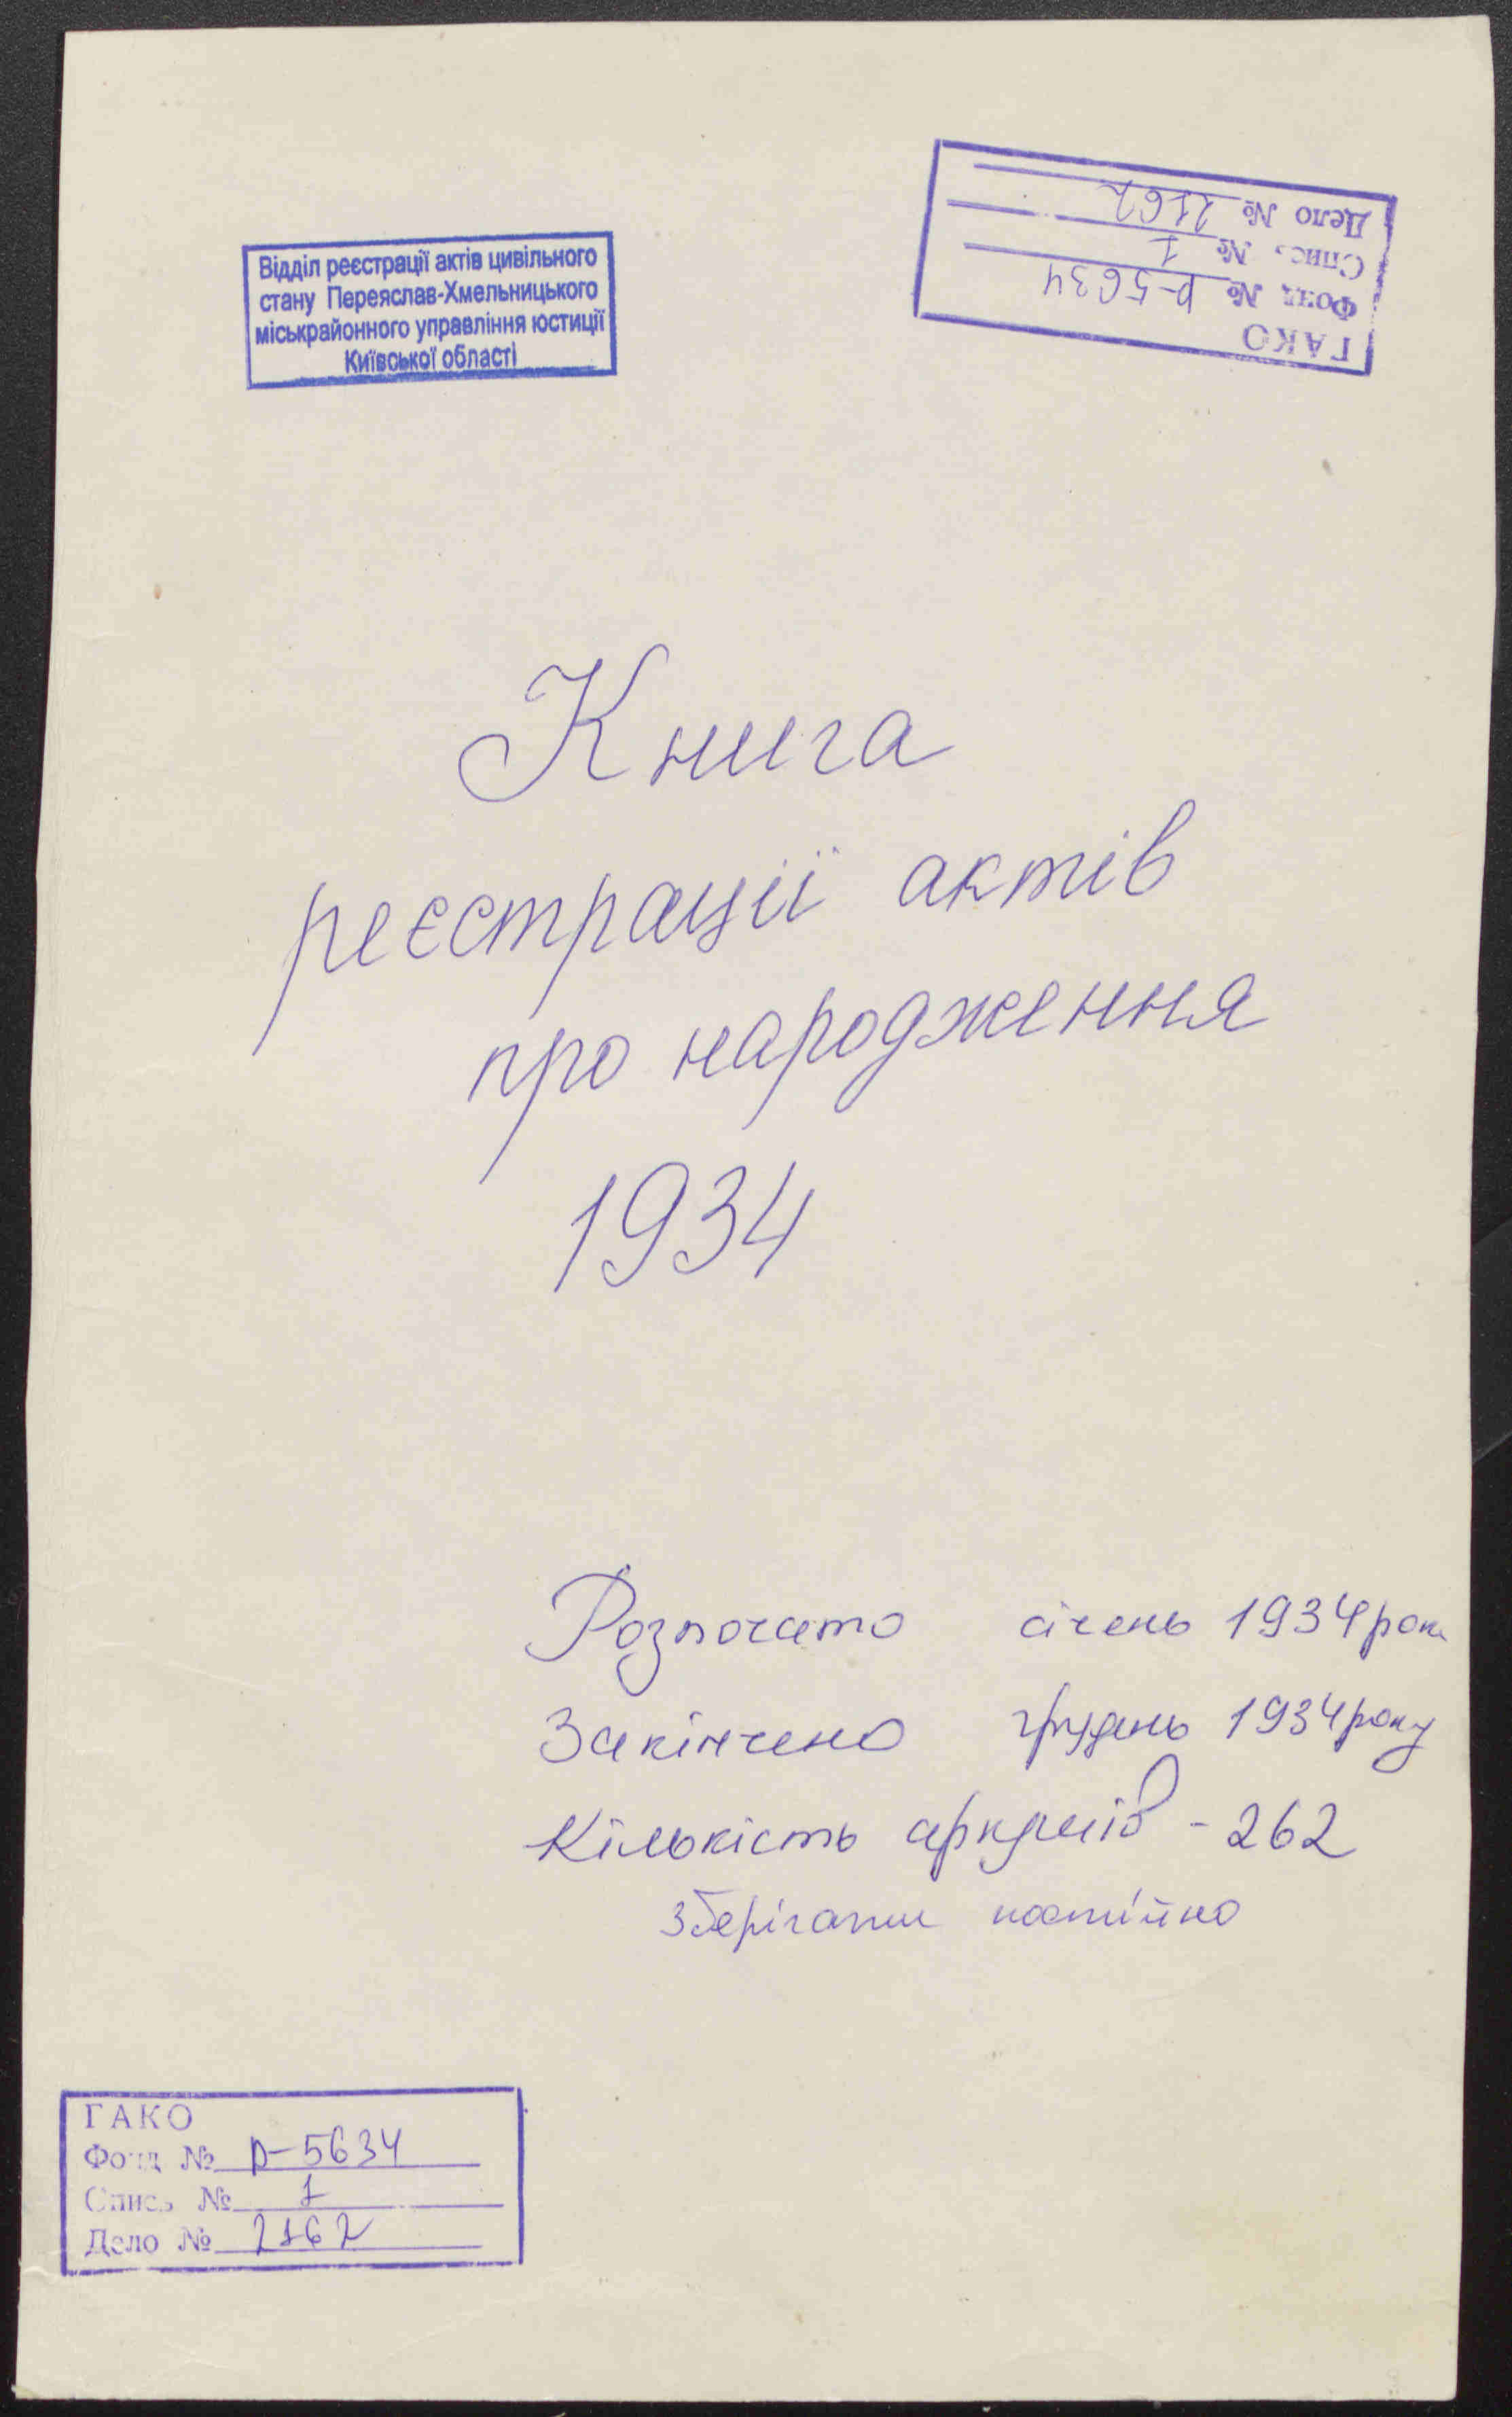 Відділ реєстрації актів цивільного
стану Переяслав-Хмельницького
міськрайонного управління юстиції
Київської області
ГАКО
Фонд № р-5634
Опис. № 1
Дело № 2162
Книга
реєстрації актів
про народження
1934
Розпочато січень 1934 року
Закінчено грудень 1934 року
Кількість аркушів - 262
зберігати постійно
ГАКО
Фонд № р-5634
Опись № 1
Дело № 2162